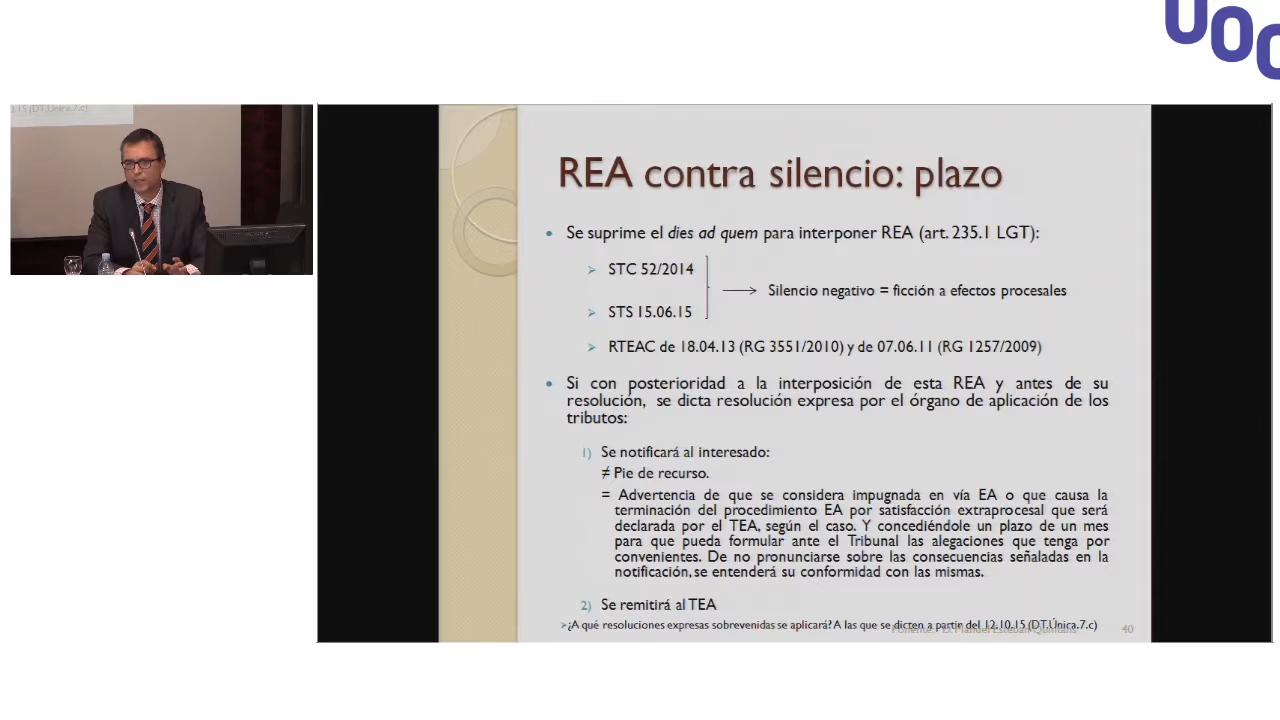 UOC
15 (DT.Única.7.c)
REA contra silencio: plazo
• Se suprime el dies ad quem para interponer REA (art. 235.1 LGT):
➢ STC 52/2014
Silencio negativo = ficción a efectos procesales
➢ STS 15.06.15
➢ RTEAC de 18.04.13 (RG 3551/2010) y de 07.06.11 (RG 1257/2009)
• Si con posterioridad a la interposición de esta REA y antes de su
resolución, se dicta resolución expresa por el órgano de aplicación de los
tributos:
1) Se notificará al interesado:
≠ Pie de recurso.
= Advertencia de que se considera impugnada en vía EA o que causa la
terminación del procedimiento EA por satisfacción extraprocesal que será
declarada por el TEA, según el caso. Y concediéndole un plazo de un mes
para que pueda formular ante el Tribunal las alegaciones que tenga por
convenientes. De no pronunciarse sobre las consecuencias señaladas en la
notificación, se entenderá su conformidad con las mismas.
2) Se remitirá al TEA
➢ ¿A qué resoluciones expresas sobrevenidas se aplicará? A las que se dicten a partir del 12.10.15 (DT.Única.7.c)
Ponente: D. Manuel Esteban Quintans
40